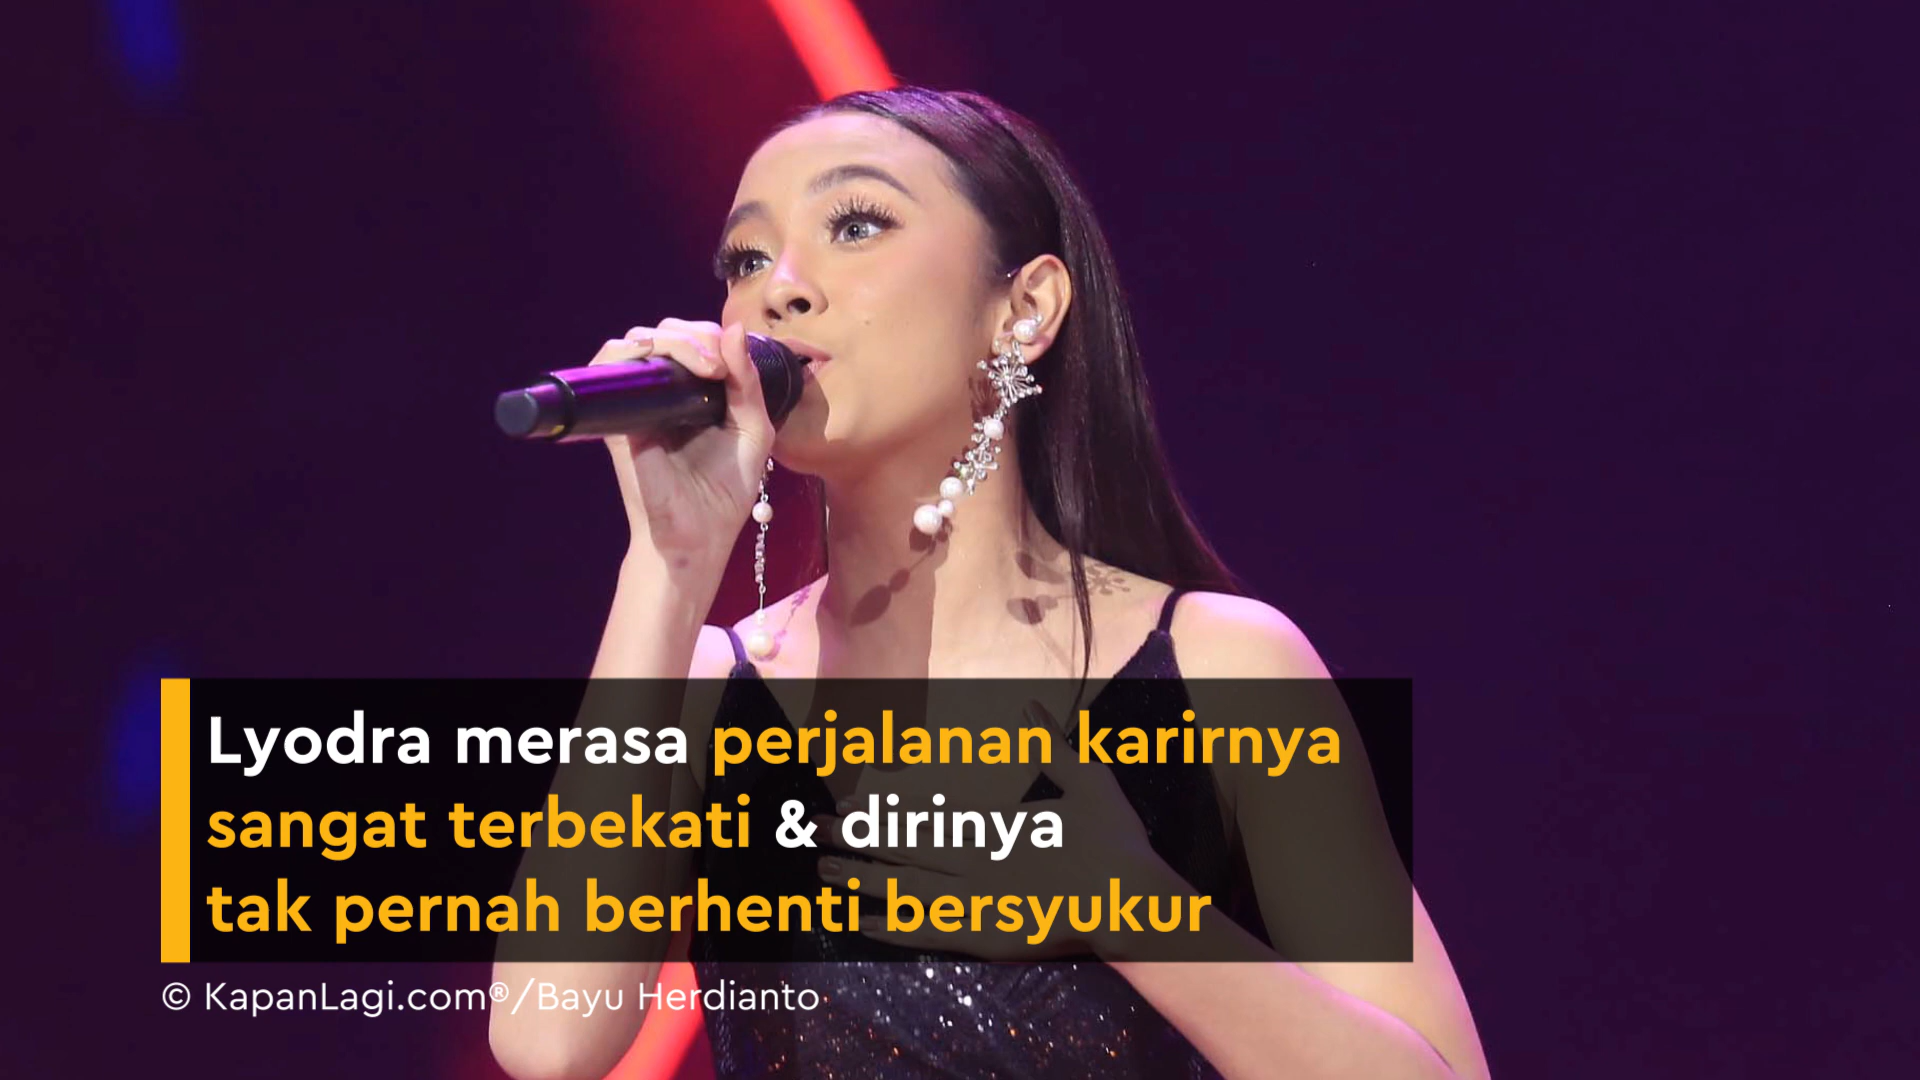 Lyodra merasa perjalanan karirnya
sangat terbekati & dirinya
tak pernah berhenti bersyukur
© KapanLagi.com®/Bayu Herdianto